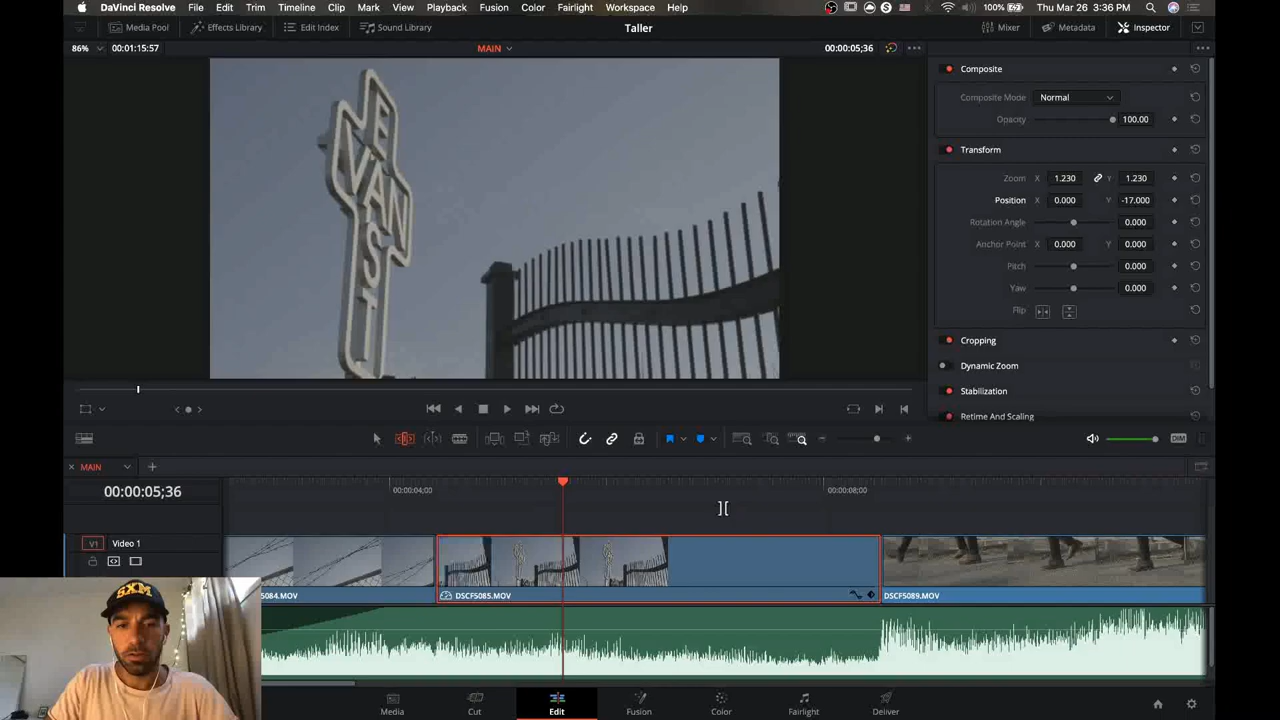 DaVinci Resolve File Edit Trim Timeline Clip Mark View Playback Fusion Color Fairlight Workspace Help 100% Thu Mar 26 3:36 PM
Media Pool Effects Library Edit Index Sound Library Taller Mixer Metadata Inspector
86% 00:01:15:57 MAIN 00:00:05;36
Composite
Composite Mode Normal
Opacity 100.00
Transform
Zoom X 1.230 Y 1.230
Position X 0.000 Y -17.000
Rotation Angle 0.000
Anchor Point X 0.000 Y 0.000
Pitch 0.000
Yaw 0.000
Flip
Cropping
Dynamic Zoom
Stabilization
Retime And Scaling
E
VAN
ST
DIM
MAIN
00:00:05;36
00:00:04;00 00:00:08;00
V1 Video 1
5084.MOV DSCF5085.MOV DSCF5089.MOV
SXM
Media Cut Edit Fusion Color Fairlight Deliver